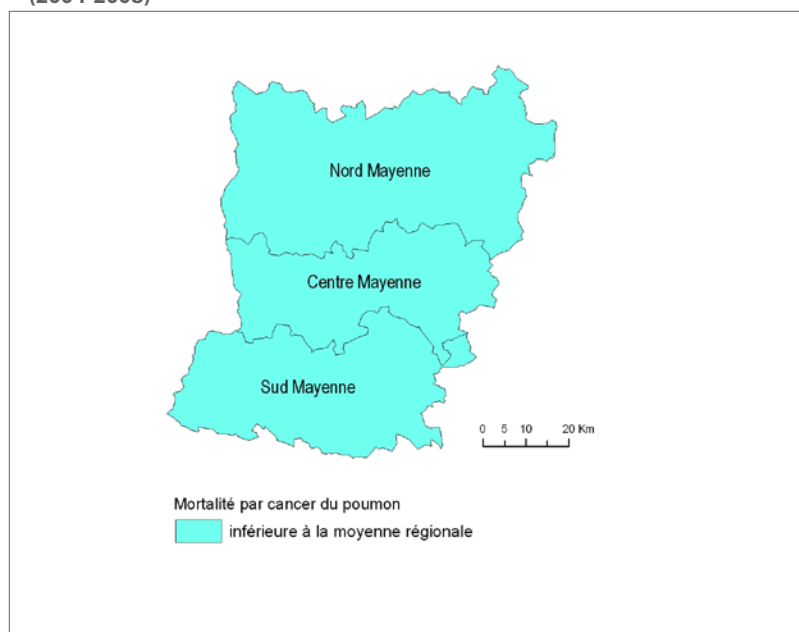 Nord Mayenne
Centre Mayenne
Sud Mayenne
0 5 10 20 Km
Mortalité par cancer du poumon
inférieure à la moyenne régionale